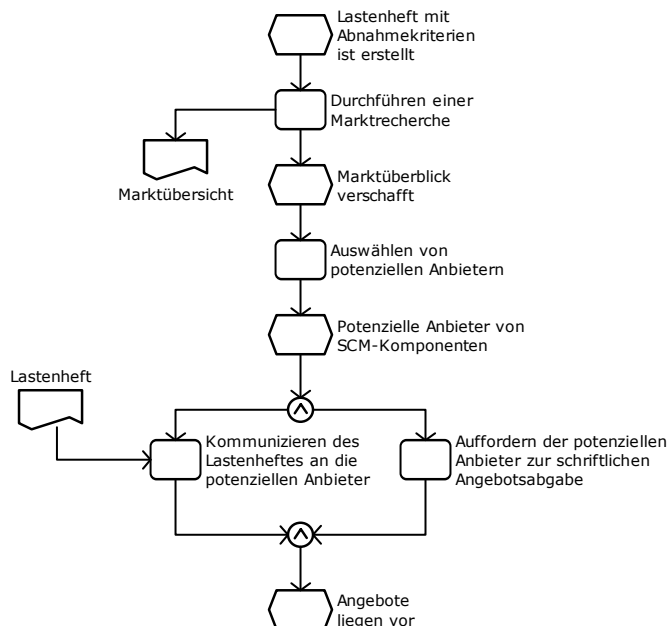 Lastenheft mit
Abnahmekriterien
ist erstellt
Durchführen einer
Marktrecherche
Marktübersicht
Marktüberblick
verschafft
Auswählen von
potenziellen Anbietern
Potenzielle Anbieter von
SCM-Komponenten
Lastenheft
Kommunizieren des
Lastenheftes an die
potenziellen Anbieter
Auffordern der potenziellen
Anbieter zur schriftlichen
Angebotsabgabe
Angebote
liegen vor